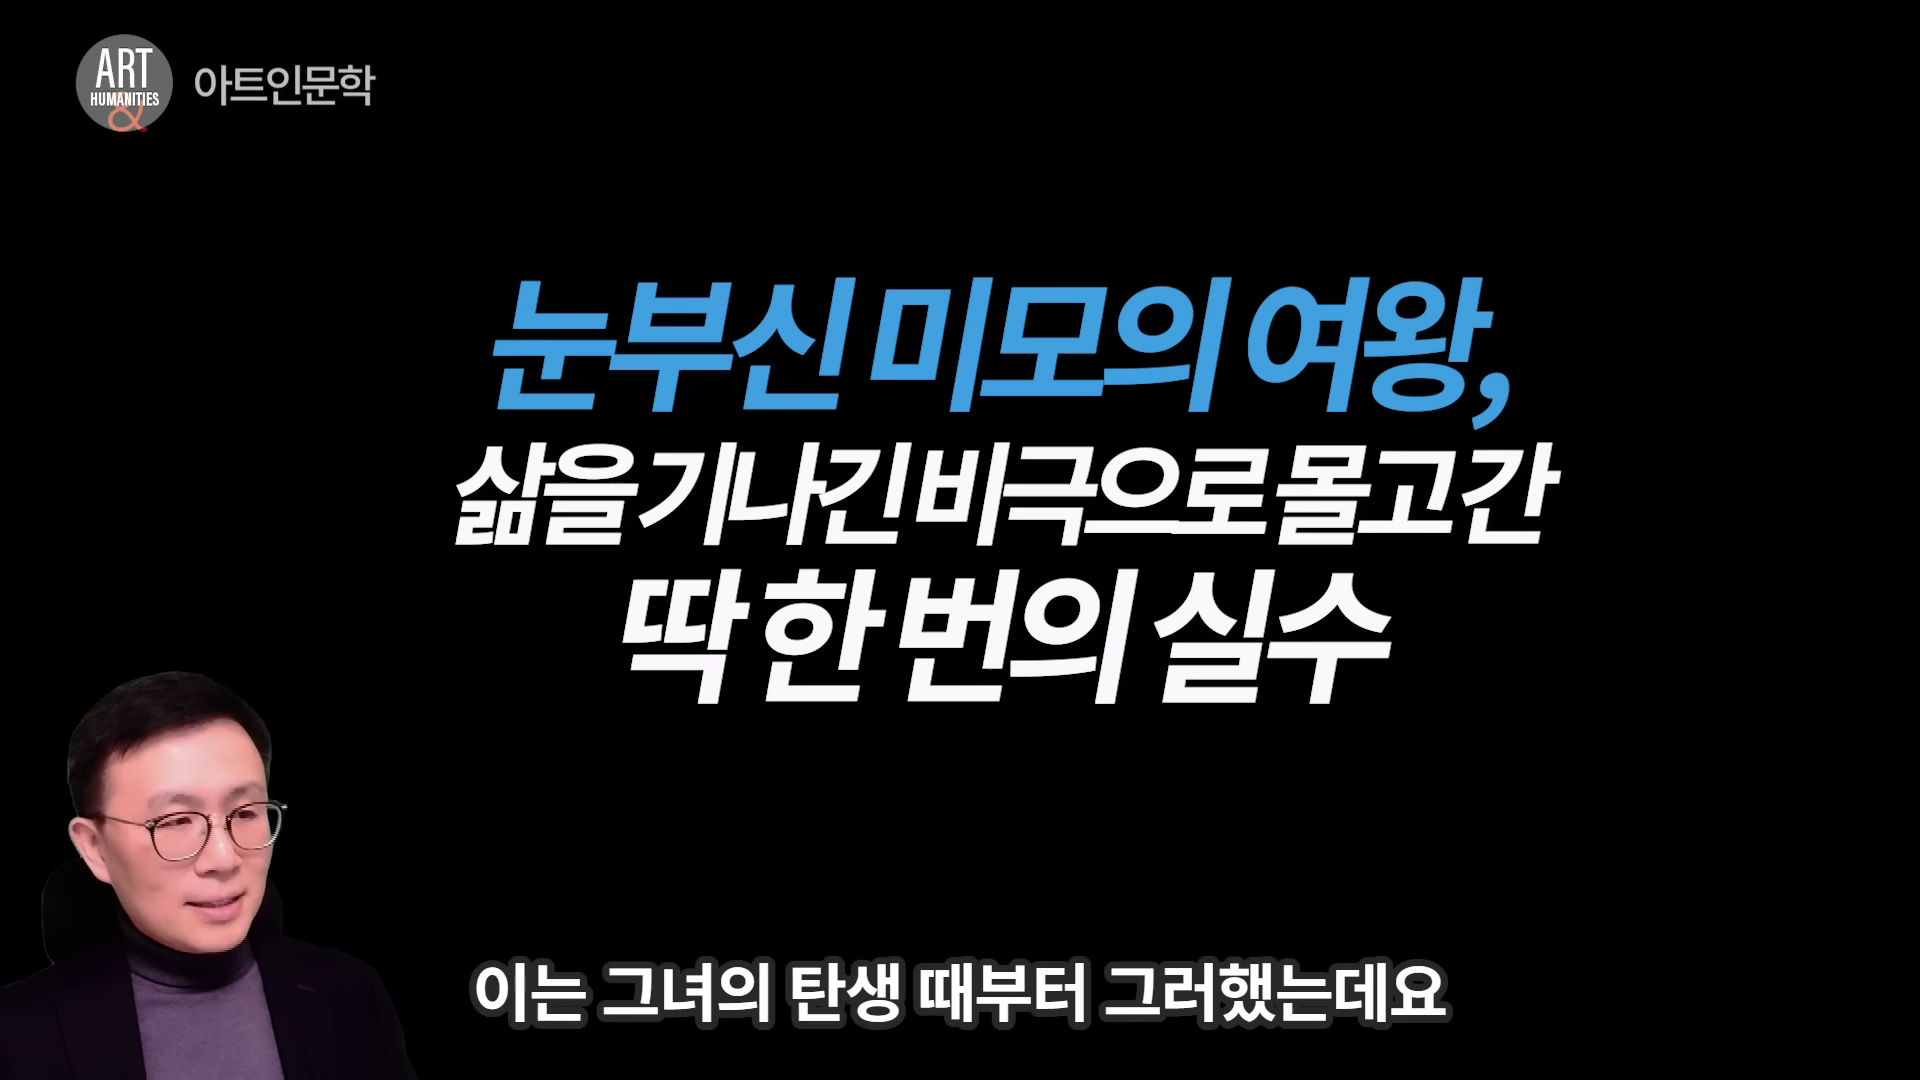 ART
HUMANITIES
&
아트인문학
눈부신 미모의 여왕,
삶을 기나긴 비극으로 몰고 간
딱 한 번의 실수
이는 그녀의 탄생 때부터 그러했는데요